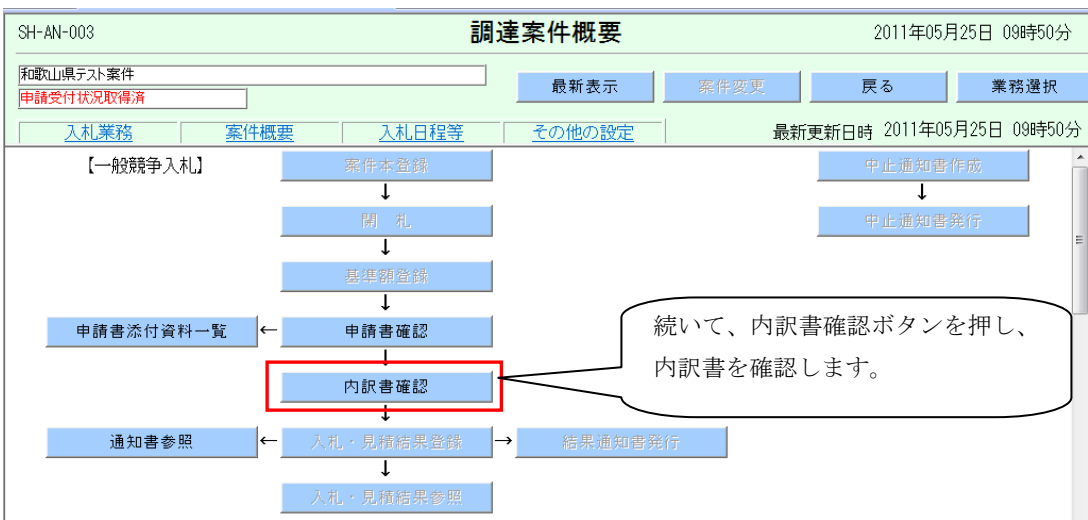 SH-AN-003 調達案件概要 2011年05月25日 09時50分
和歌山県テスト案件
申請受付状況取得済
最新表示 案件変更 戻る 業務選択
入札業務 案件概要 入札日程等 その他の設定 最新更新日時 2011年05月25日 09時50分
【一般競争入札】 案件本登録 中止通知書作成
↓ ↓
開 札 中止通知書発行
↓
基準額登録
↓
申請書添付資料一覧 ← 申請書確認
↓
内訳書確認
↓
続いて、内訳書確認ボタンを押し、
内訳書を確認します。
通知書参照 ← 入札・見積結果登録 → 結果通知書発行
↓
入札・見積結果参照